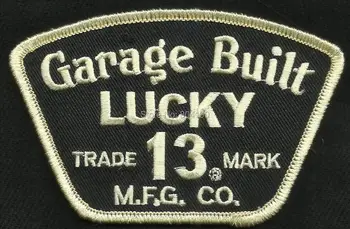 Garage Built
LUCKY
TRADE 13® MARK
M.F.G. CO.